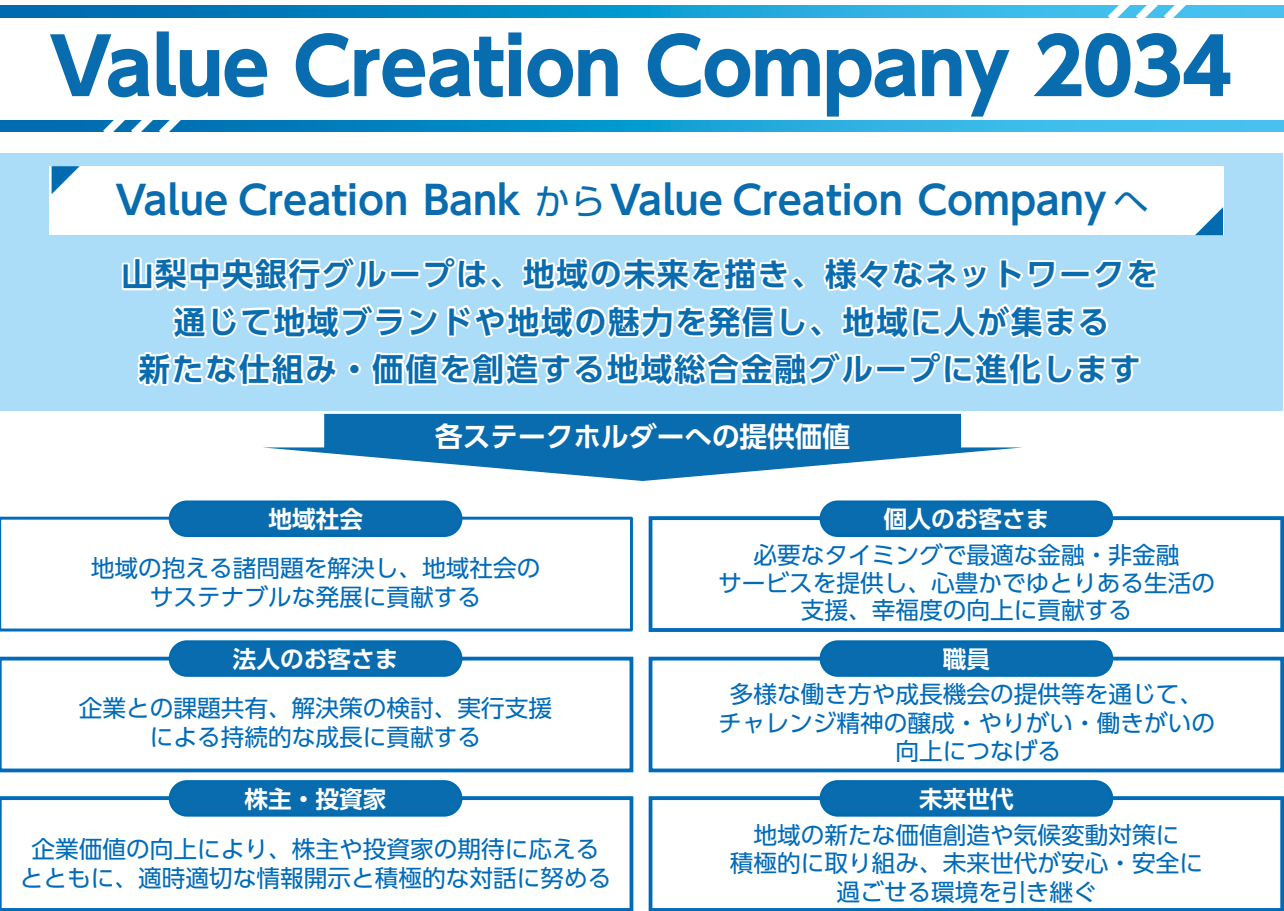 Value Creation Company 2034
Value Creation Bank からValue Creation Companyへ
山梨中央銀行グループは、地域の未来を描き、様々なネットワークを
通じて地域ブランドや地域の魅力を発信し、地域に人が集まる
新たな仕組み・価値を創造する地域総合金融グループに進化します
各ステークホルダーへの提供価値
地域社会
地域の抱える諸問題を解決し、地域社会の
サステナブルな発展に貢献する
個人のお客さま
必要なタイミングで最適な金融・非金融
サービスを提供し、心豊かでゆとりある生活の
支援、幸福度の向上に貢献する
法人のお客さま
企業との課題共有、解決策の検討、実行支援
による持続的な成長に貢献する
職員
多様な働き方や成長機会の提供等を通じて、
チャレンジ精神の醸成・やりがい・働きがいの
向上につなげる
株主・投資家
企業価値の向上により、株主や投資家の期待に応える
とともに、適時適切な情報開示と積極的な対話に努める
未来世代
地域の新たな価値創造や気候変動対策に
積極的に取り組み、未来世代が安心・安全に
過ごせる環境を引き継ぐ